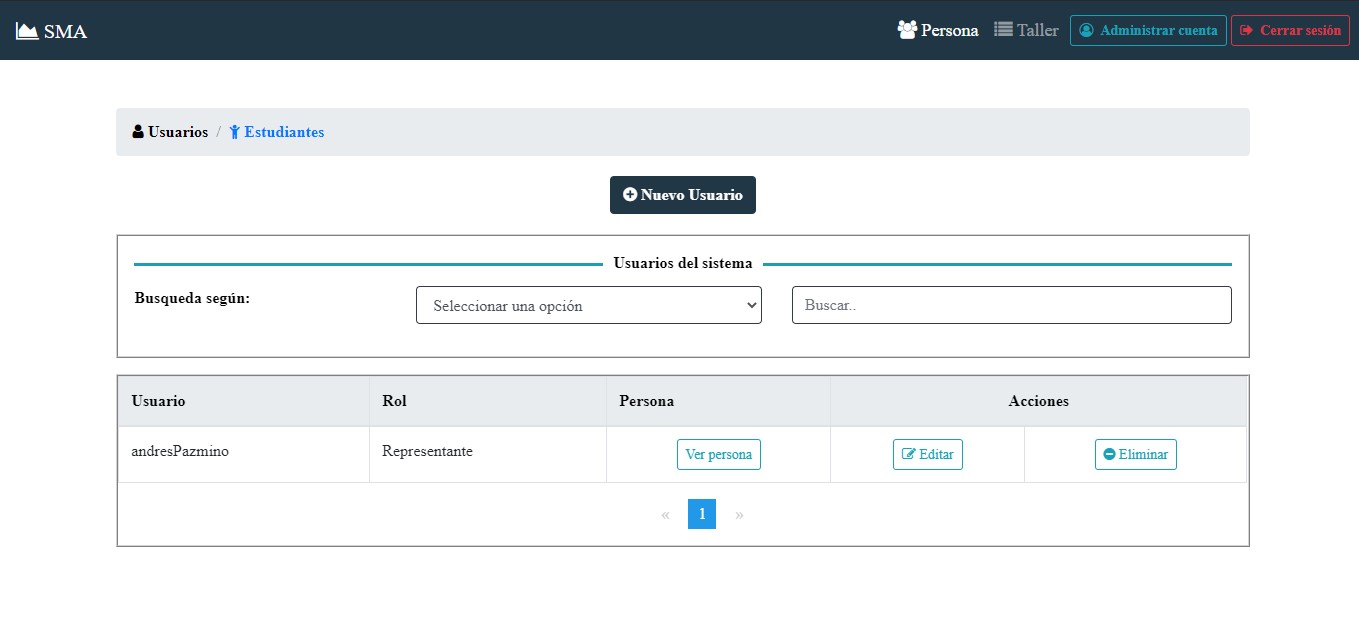 SMA Persona Taller Administrar cuenta Cerrar sesión
Usuarios / Estudiantes
Nuevo Usuario
Usuarios del sistema
Busqueda según: Seleccionar una opción Buscar..
Usuario Rol Persona Acciones
andresPazmino Representante Ver persona Editar Eliminar
« 1 »